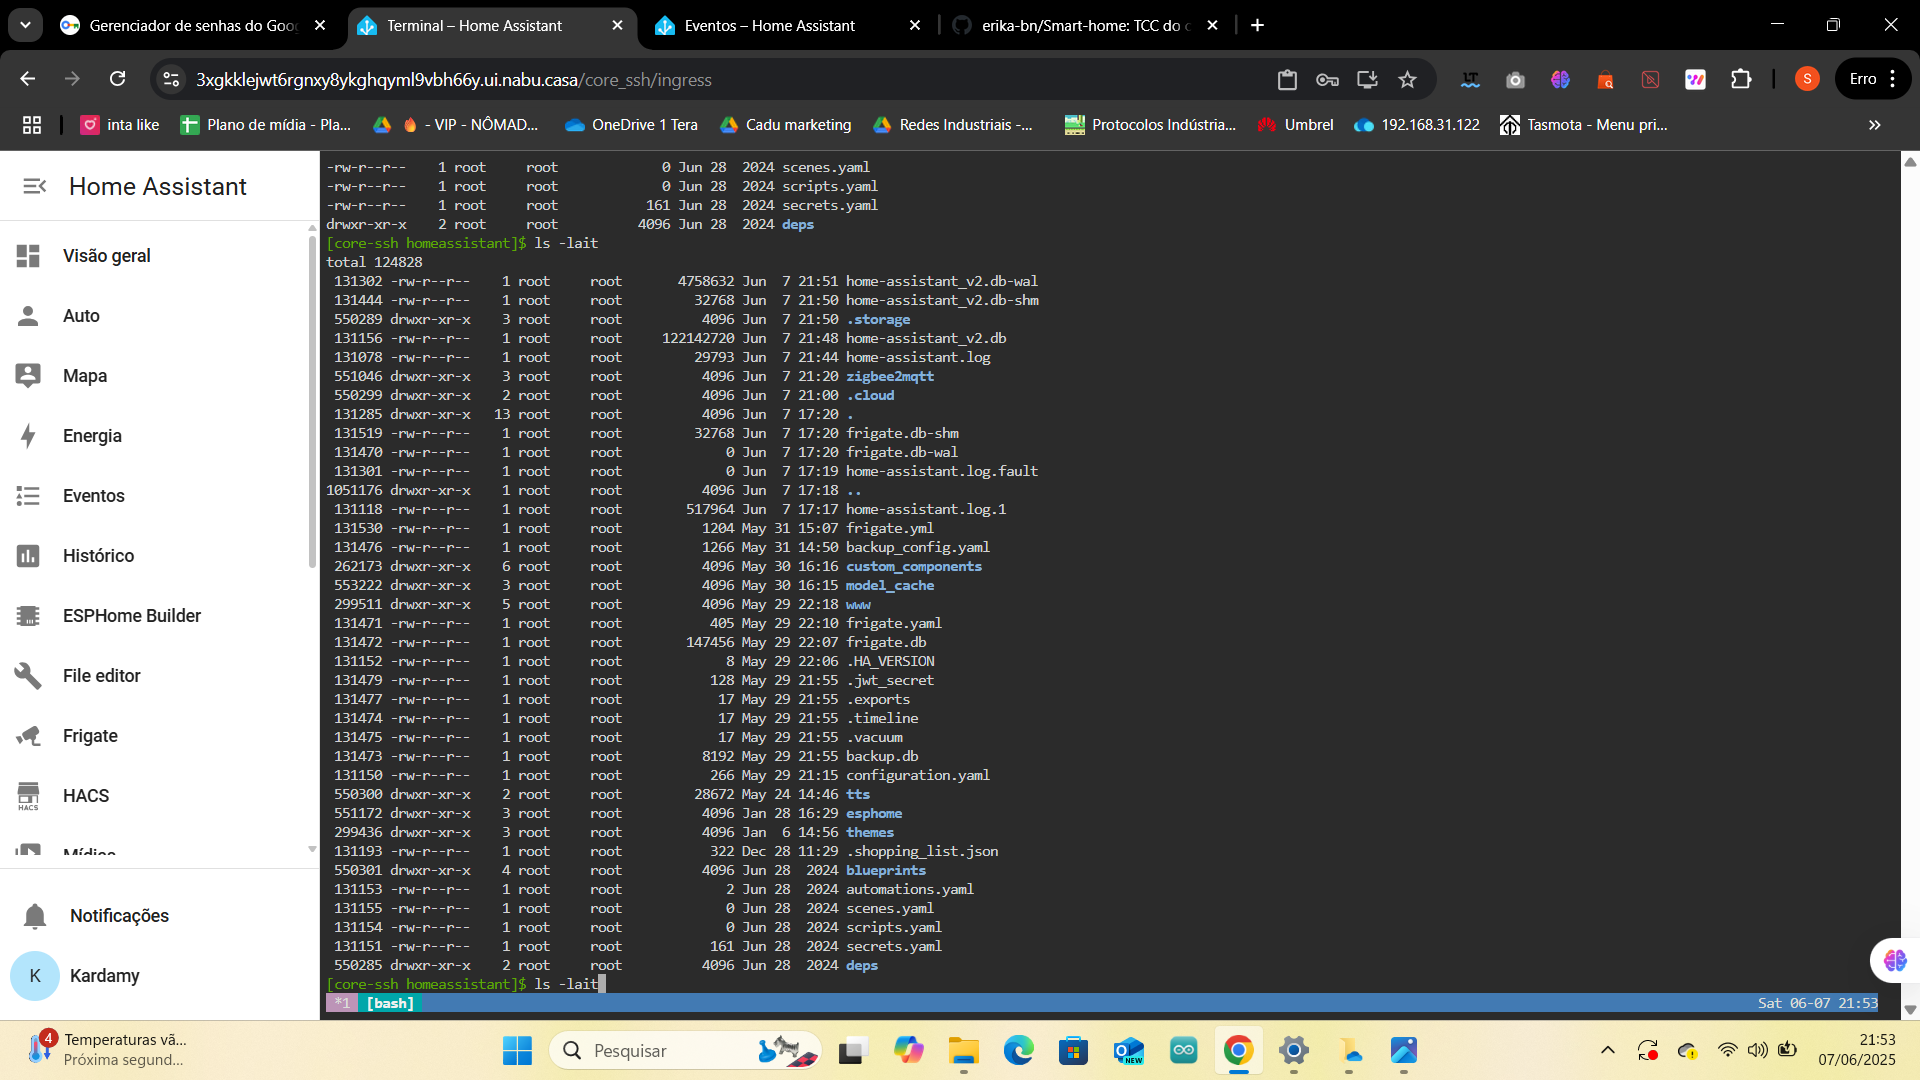 Gerenciador de senhas do Goo
Terminal – Home Assistant
Eventos – Home Assistant
erika-bn/Smart-home: TCC do c
3xgkklejwt6rgnxy8ykghqyml9vbh66y.ui.nabu.casa/core_ssh/ingress
S
Erro
inta like
Plano de mídia - Pla...
- VIP - NÔMAD...
OneDrive 1 Tera
Cadu marketing
Redes Industriais -...
Protocolos Indústria...
Umbrel
192.168.31.122
Tasmota - Menu pri...
Home Assistant
Visão geral
Auto
Mapa
Energia
Eventos
Histórico
ESPHome Builder
File editor
Frigate
HACS
HACS
Mídias
Notificações
K
Kardamy
-rw-r--r-- 1 root root 0 Jun 28 2024 scenes.yaml
-rw-r--r-- 1 root root 0 Jun 28 2024 scripts.yaml
-rw-r--r-- 1 root root 161 Jun 28 2024 secrets.yaml
drwxr-xr-x 2 root root 4096 Jun 28 2024 deps
[core-ssh homeassistant]$ ls -lait
total 124828
131302 -rw-r--r-- 1 root root 4758632 Jun 7 21:51 home-assistant_v2.db-wal
131444 -rw-r--r-- 1 root root 32768 Jun 7 21:50 home-assistant_v2.db-shm
550289 drwxr-xr-x 3 root root 4096 Jun 7 21:50 .storage
131156 -rw-r--r-- 1 root root 122142720 Jun 7 21:48 home-assistant_v2.db
131078 -rw-r--r-- 1 root root 29793 Jun 7 21:44 home-assistant.log
551046 drwxr-xr-x 3 root root 4096 Jun 7 21:20 zigbee2mqtt
550299 drwxr-xr-x 2 root root 4096 Jun 7 21:00 .cloud
131285 drwxr-xr-x 13 root root 4096 Jun 7 17:20 .
131519 -rw-r--r-- 1 root root 32768 Jun 7 17:20 frigate.db-shm
131470 -rw-r--r-- 1 root root 0 Jun 7 17:20 frigate.db-wal
131301 -rw-r--r-- 1 root root 0 Jun 7 17:19 home-assistant.log.fault
1051176 drwxr-xr-x 1 root root 4096 Jun 7 17:18 ..
131118 -rw-r--r-- 1 root root 517964 Jun 7 17:17 home-assistant.log.1
131530 -rw-r--r-- 1 root root 1204 May 31 15:07 frigate.yml
131476 -rw-r--r-- 1 root root 1266 May 31 14:50 backup_config.yaml
262173 drwxr-xr-x 6 root root 4096 May 30 16:16 custom_components
553222 drwxr-xr-x 3 root root 4096 May 30 16:15 model_cache
299511 drwxr-xr-x 5 root root 4096 May 29 22:18 www
131471 -rw-r--r-- 1 root root 405 May 29 22:10 frigate.yaml
131472 -rw-r--r-- 1 root root 147456 May 29 22:07 frigate.db
131152 -rw-r--r-- 1 root root 8 May 29 22:06 .HA_VERSION
131479 -rw-r--r-- 1 root root 128 May 29 21:55 .jwt_secret
131477 -rw-r--r-- 1 root root 17 May 29 21:55 .exports
131474 -rw-r--r-- 1 root root 17 May 29 21:55 .timeline
131475 -rw-r--r-- 1 root root 17 May 29 21:55 .vacuum
131473 -rw-r--r-- 1 root root 8192 May 29 21:55 backup.db
131150 -rw-r--r-- 1 root root 266 May 29 21:15 configuration.yaml
550300 drwxr-xr-x 2 root root 28672 May 24 14:46 tts
551172 drwxr-xr-x 3 root root 4096 Jan 28 16:29 esphome
299436 drwxr-xr-x 3 root root 4096 Jan 6 14:56 themes
131193 -rw-r--r-- 1 root root 322 Dec 28 11:29 .shopping_list.json
550301 drwxr-xr-x 4 root root 4096 Jun 28 2024 blueprints
131153 -rw-r--r-- 1 root root 2 Jun 28 2024 automations.yaml
131155 -rw-r--r-- 1 root root 0 Jun 28 2024 scenes.yaml
131154 -rw-r--r-- 1 root root 0 Jun 28 2024 scripts.yaml
131151 -rw-r--r-- 1 root root 161 Jun 28 2024 secrets.yaml
550285 drwxr-xr-x 2 root root 4096 Jun 28 2024 deps
[core-ssh homeassistant]$ ls -lait
*1 [bash] Sat 06-07 21:53
4
Temperaturas vã...
Próxima segund...
Pesquisar
NEW
21:53
07/06/2025